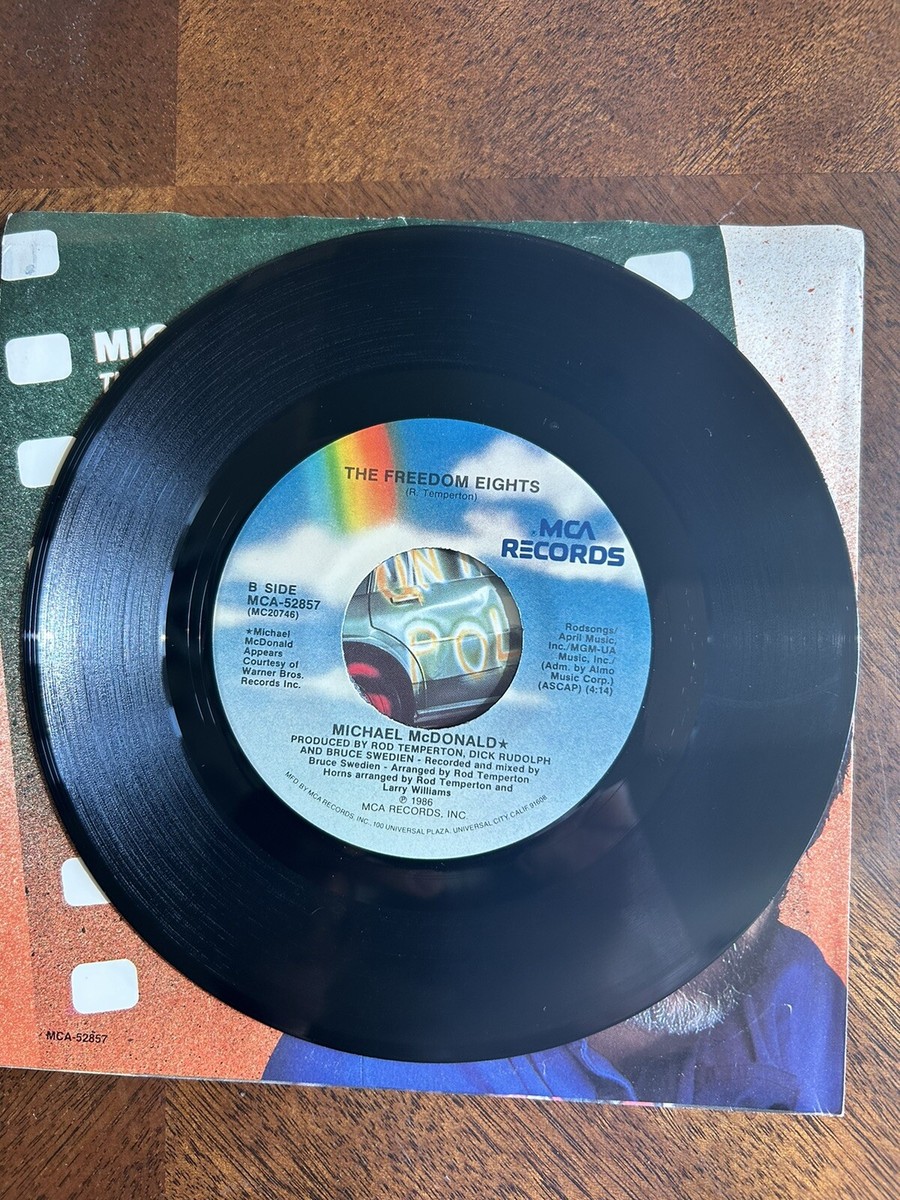 MIC
THE FREEDOM EIGHTS
(R. Temperton)
MCA
RECORDS
B SIDE
MCA-52857
(MC20746)
★Michael
McDonald
Appears
Courtesy of
Warner Bros.
Records Inc.
UN
POL
Rodsongs/
April Music,
Inc./MGM-UA
Music, Inc./
(Adm. by Almo
Music Corp.)
(ASCAP) (4:14)
MICHAEL McDONALD★
PRODUCED BY ROD TEMPERTON, DICK RUDOLPH
AND BRUCE SWEDIEN - Recorded and mixed by
Bruce Swedien - Arranged by Rod Temperton
Horns arranged by Rod Temperton and
Larry Williams
℗ 1986
MCA RECORDS, INC.
MFD BY MCA RECORDS, INC., 100 UNIVERSAL PLAZA, UNIVERSAL CITY, CALIF. 91608
MCA-52857